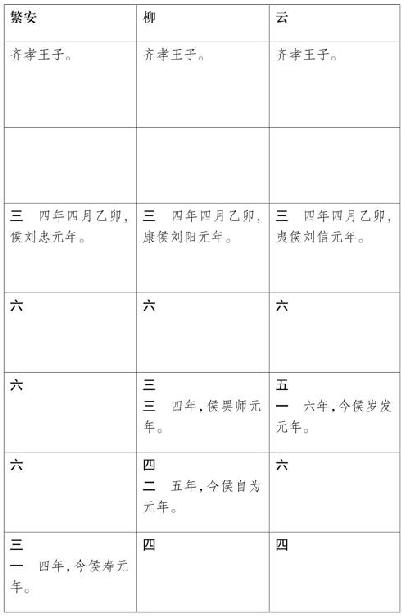 繁安
柳
云
齐孝王子。
齐孝王子。
齐孝王子。
三　四年四月乙卯，
侯刘忠元年。
三　四年四月乙卯，
康侯刘阳元年。
三　四年四月乙卯，
夷侯刘信元年。
六
六
六
六
三
三　四年，侯罢师元
年。
五
一　六年，今侯岁发
元年。
六
四
二　五年，今侯自为
元年。
六
三
一　四年，今侯寿元
年。
四
四